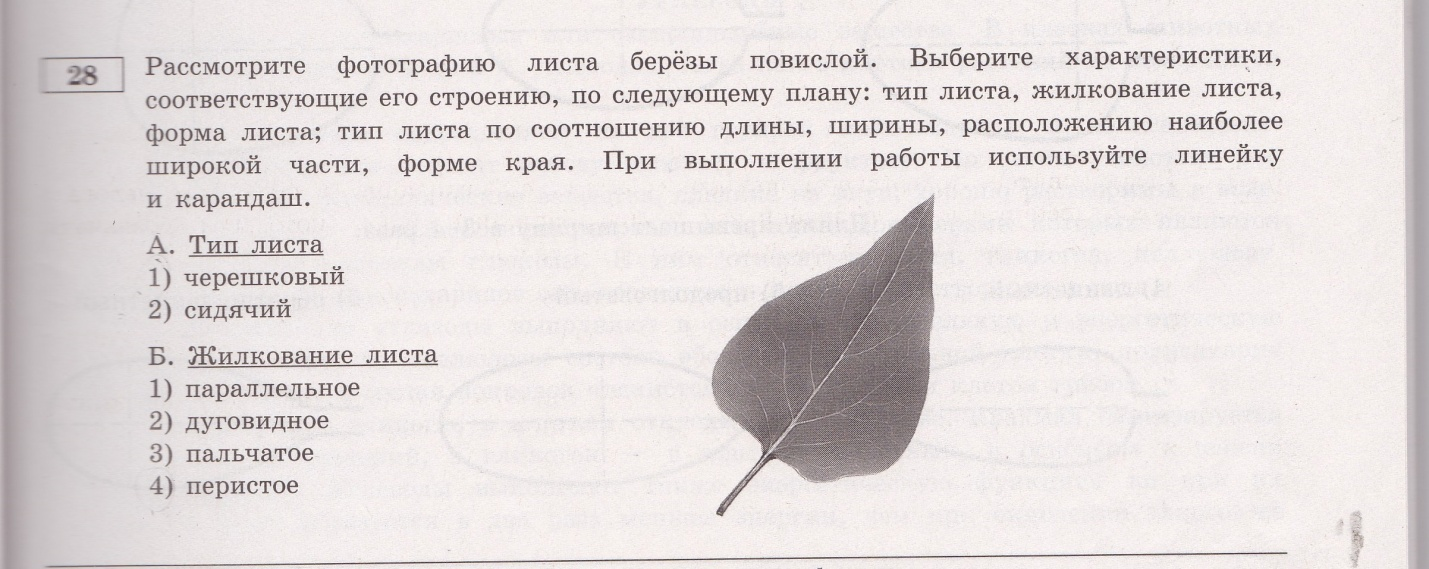 28
Рассмотрите фотографию листа берёзы повислой. Выберите характеристики,
соответствующие его строению, по следующему плану: тип листа, жилкование листа,
форма листа; тип листа по соотношению длины, ширины, расположению наиболее
широкой части, форме края. При выполнении работы используйте линейку
и карандаш.
А. Тип листа
1) черешковый
2) сидячий
Б. Жилкование листа
1) параллельное
2) дуговидное
3) пальчатое
4) перистое